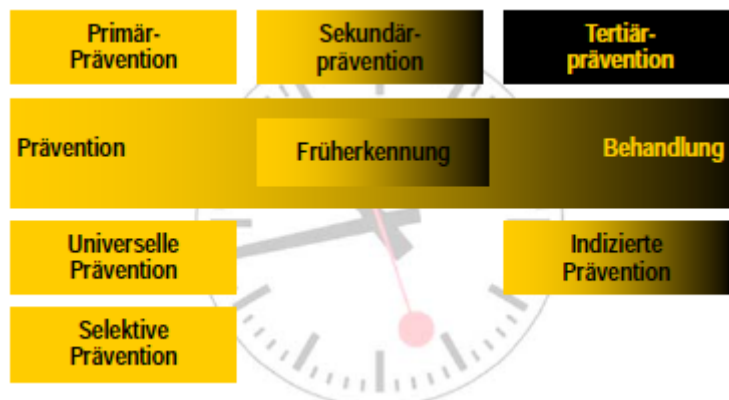 Primär-
Prävention
Sekundär-
prävention
Tertiär-
prävention
Prävention
Früherkennung
Behandlung
Universelle
Prävention
Indizierte
Prävention
Selektive
Prävention